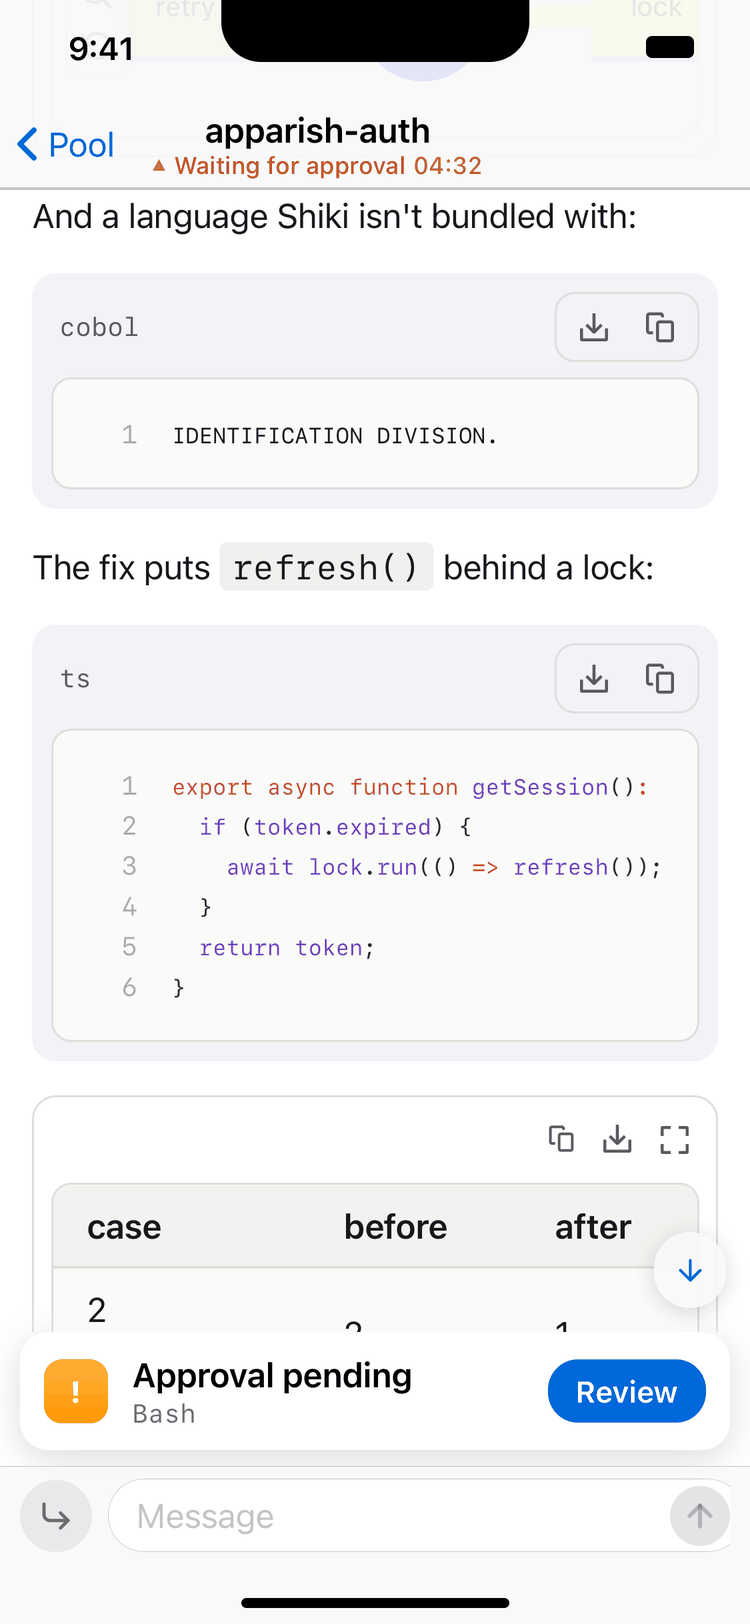 retry
lock
9:41
Pool
apparish-auth
▲ Waiting for approval 04:32
And a language Shiki isn't bundled with:
cobol
1 IDENTIFICATION DIVISION.
The fix puts refresh() behind a lock:
ts
1 export async function getSession():
2 if (token.expired) {
3 await lock.run(() => refresh());
4 }
5 return token;
6 }
case before after
2
Approval pending
Bash
Review
Message